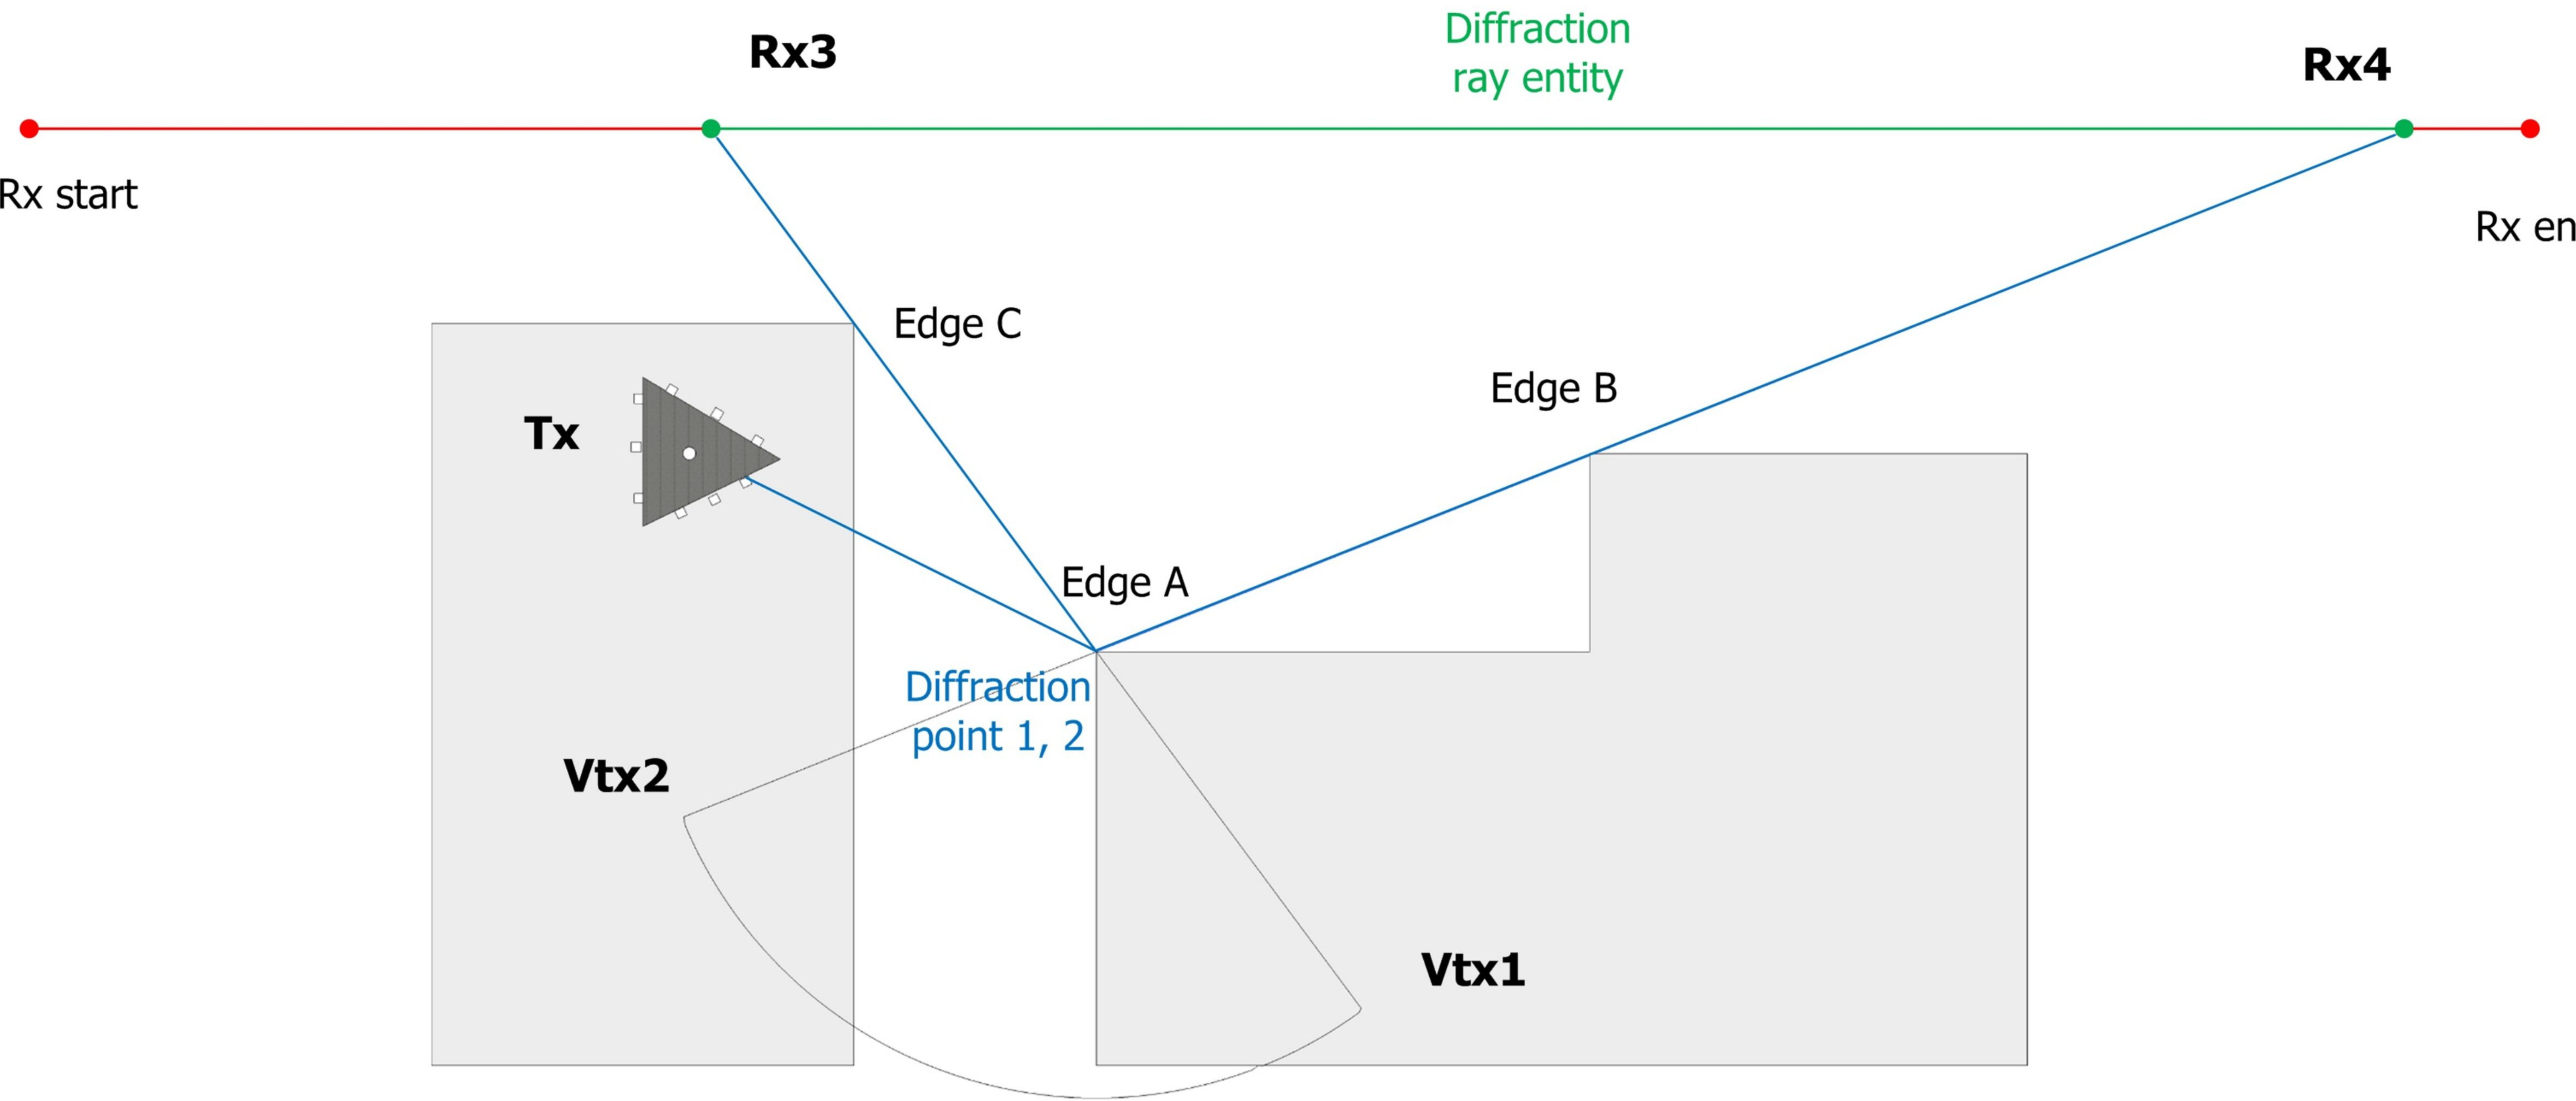 Diffraction
ray entity
Rx3
Rx4
Rx start
Rx en
Edge C
Edge B
Tx
Edge A
Diffraction
point 1, 2
Vtx2
Vtx1